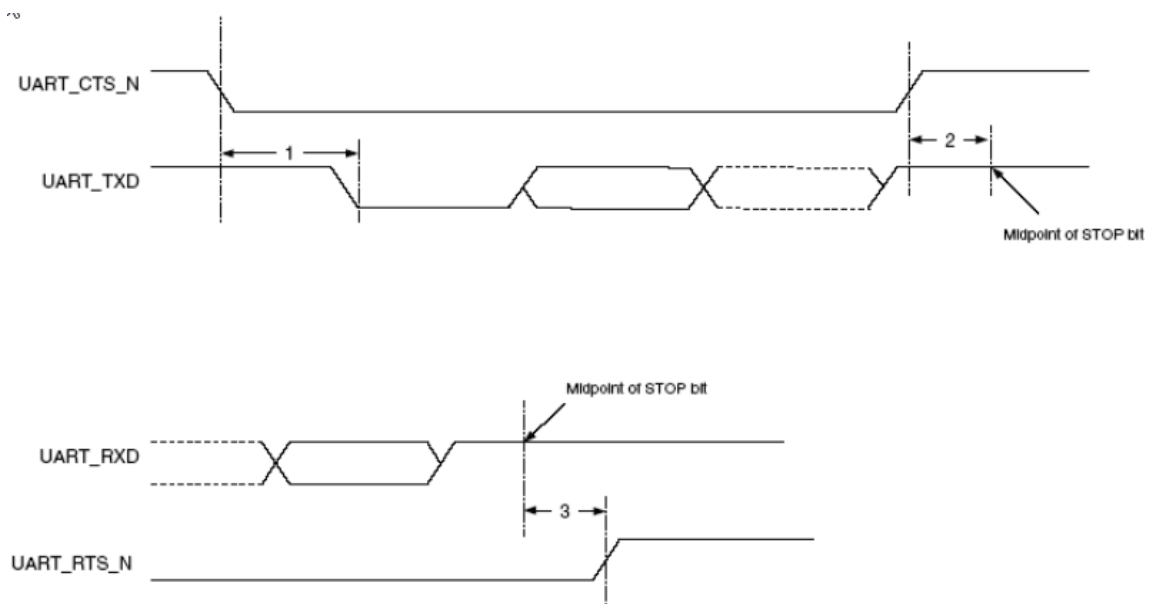 UART_CTS_N
1
2
UART_TXD
Midpoint of STOP bit
Midpoint of STOP bit
UART_RXD
3
UART_RTS_N